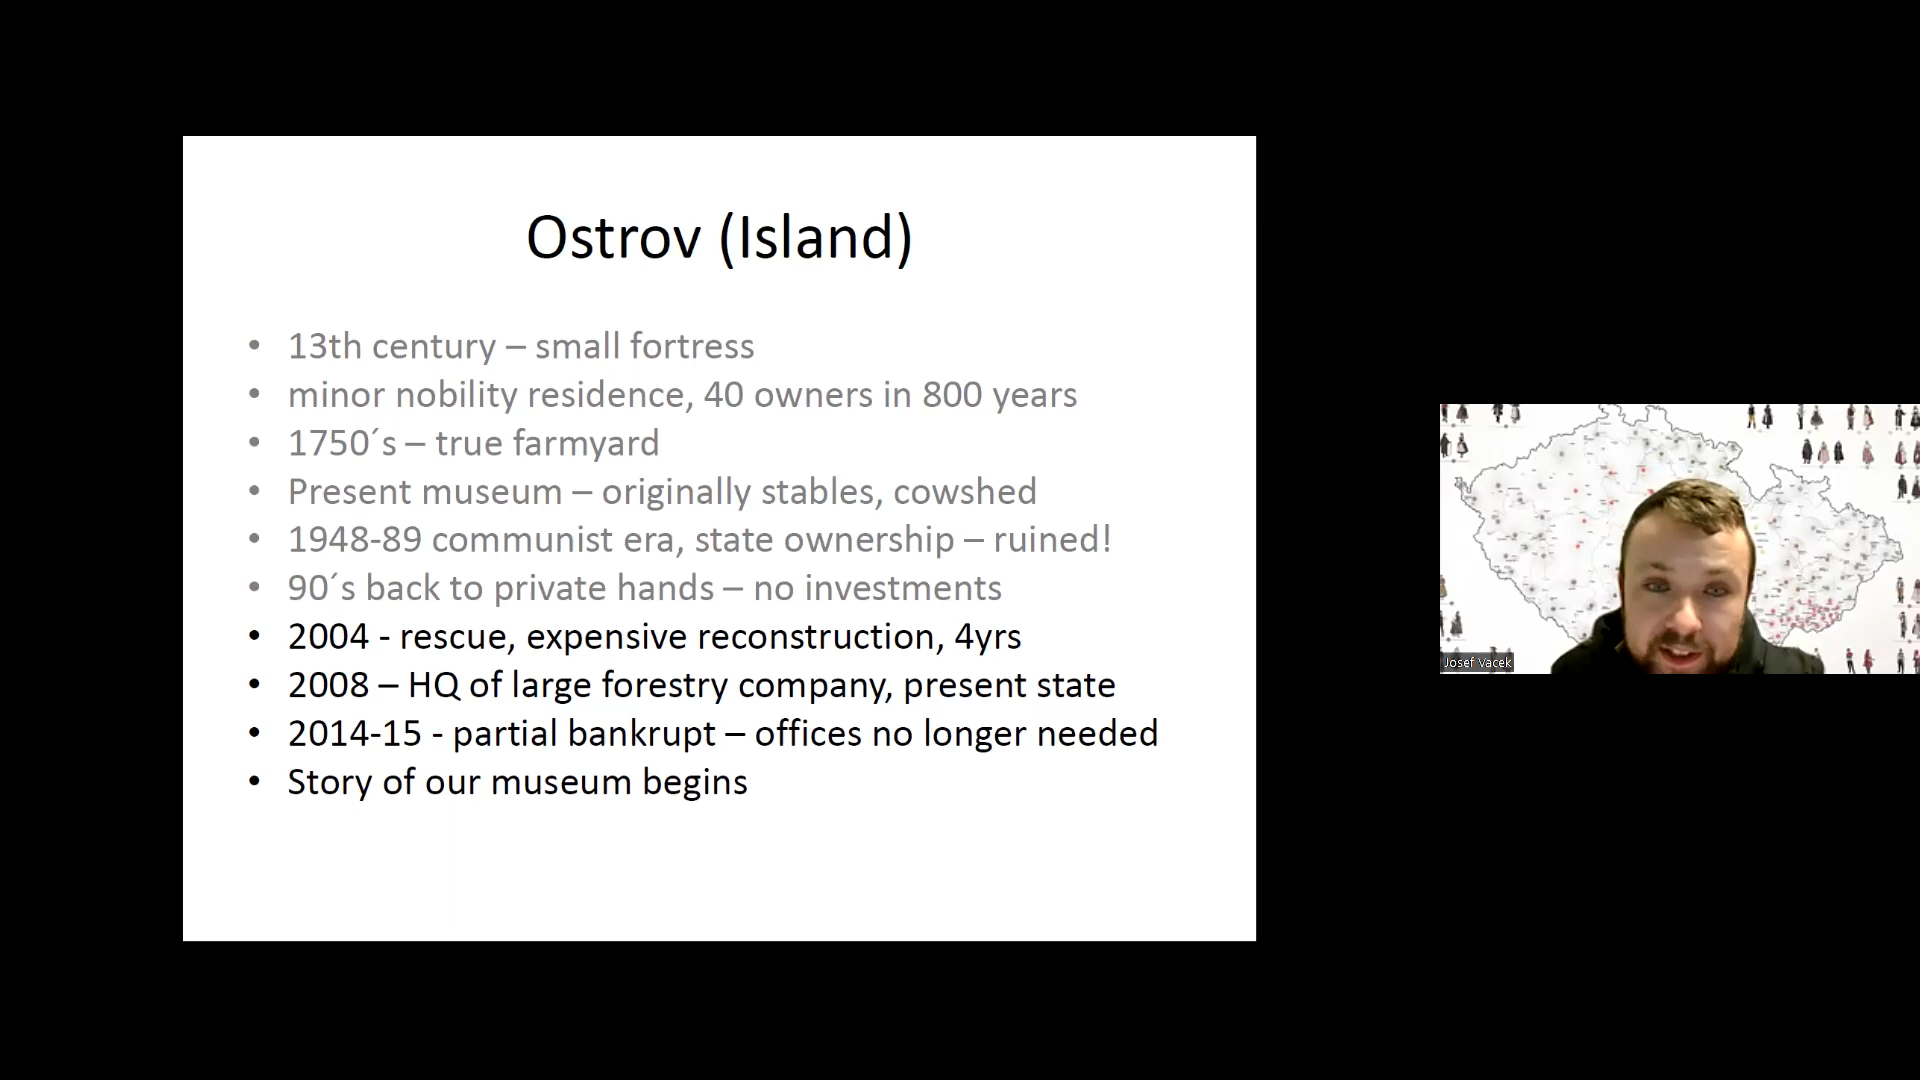 Ostrov (Island)
• 13th century – small fortress
• minor nobility residence, 40 owners in 800 years
• 1750´s – true farmyard
• Present museum – originally stables, cowshed
• 1948-89 communist era, state ownership – ruined!
• 90´s back to private hands – no investments
• 2004 - rescue, expensive reconstruction, 4yrs
• 2008 – HQ of large forestry company, present state
• 2014-15 - partial bankrupt – offices no longer needed
• Story of our museum begins
Josef Vacek